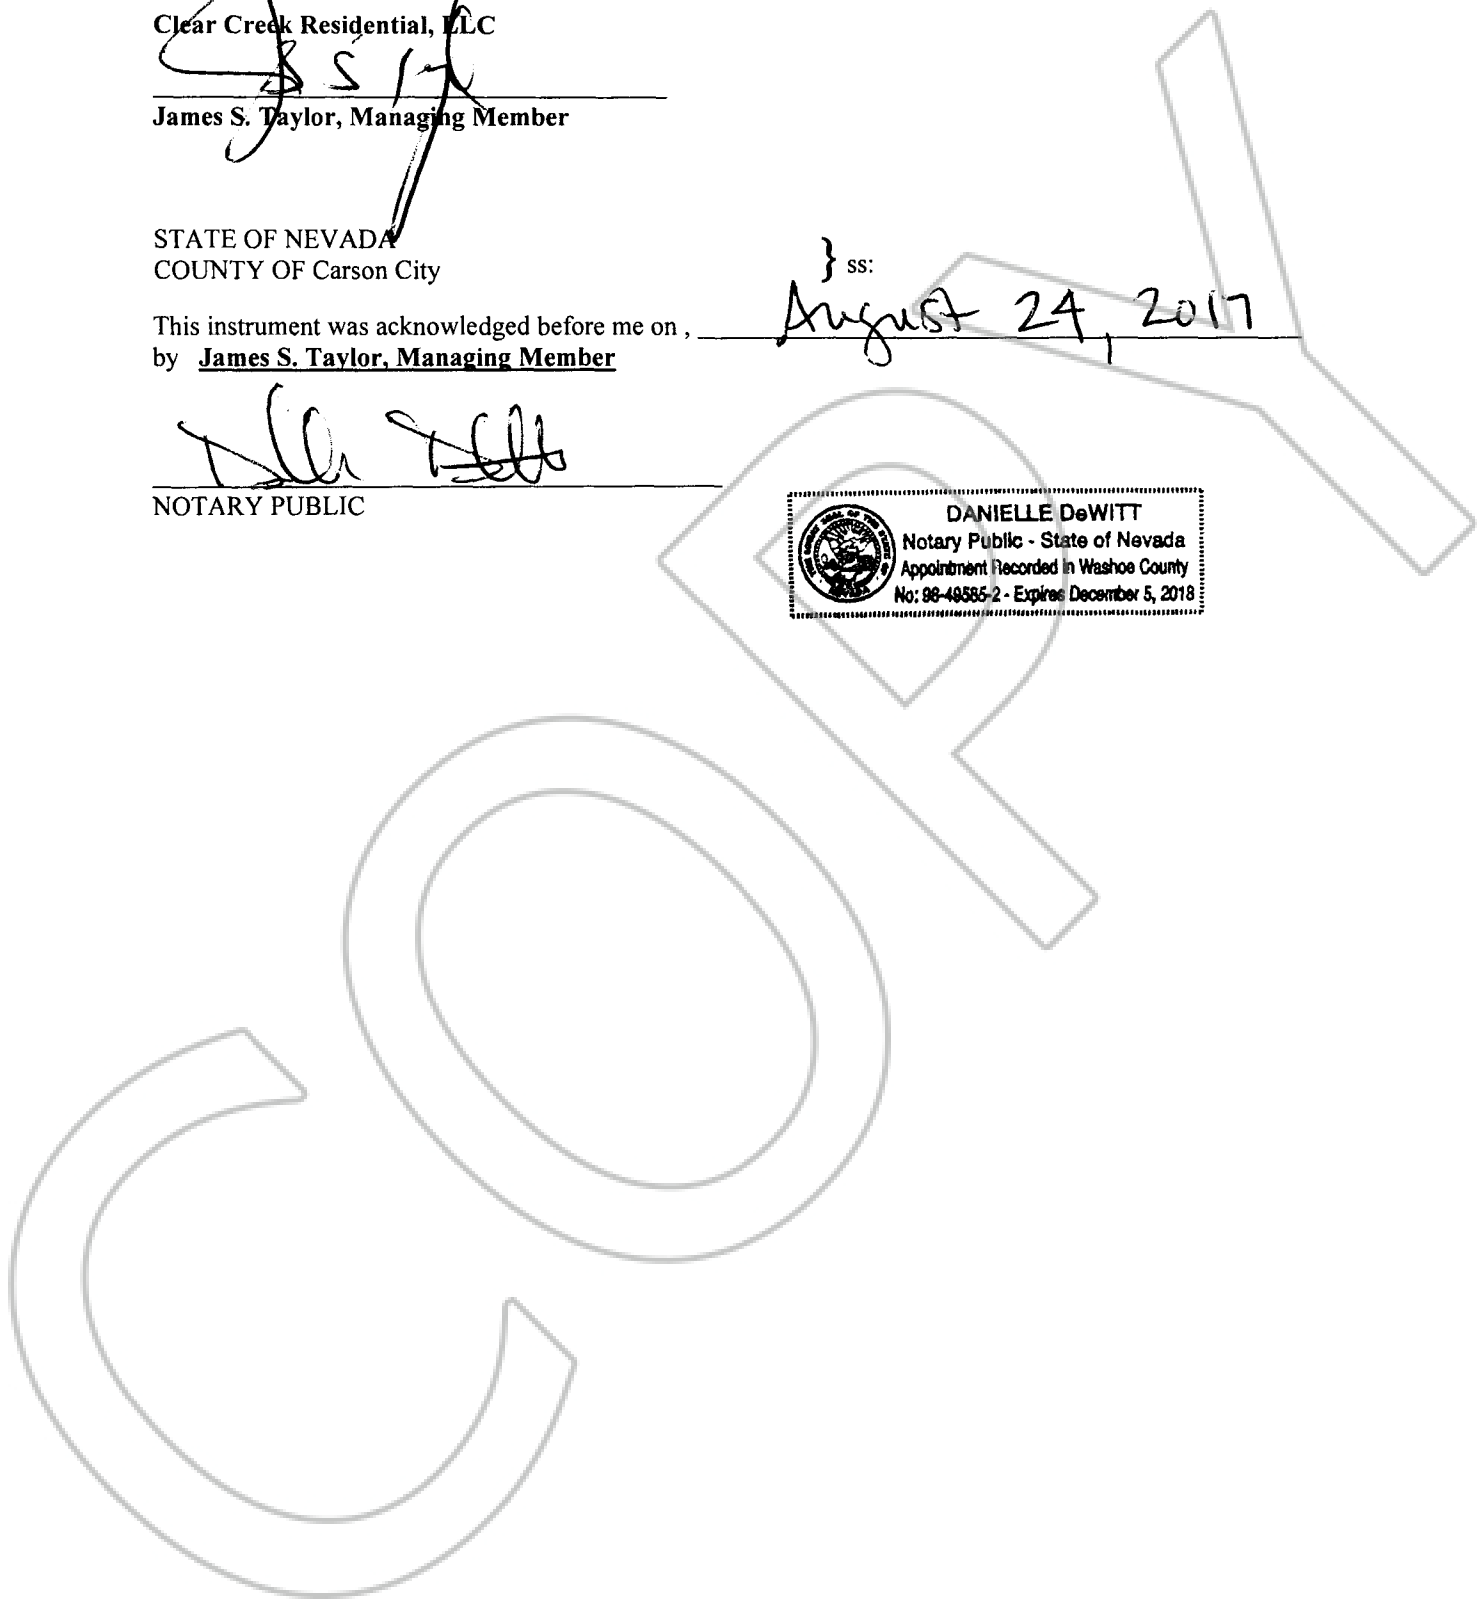 Clear Creek Residential, LLC
James S. Taylor, Managing Member
STATE OF NEVADA
COUNTY OF Carson City
} ss:
This instrument was acknowledged before me on , August 24, 2017
by James S. Taylor, Managing Member
NOTARY PUBLIC
DANIELLE DeWITT
Notary Public - State of Nevada
Appointment Recorded in Washoe County
No: 98-49585-2 - Expires December 5, 2018
COPY